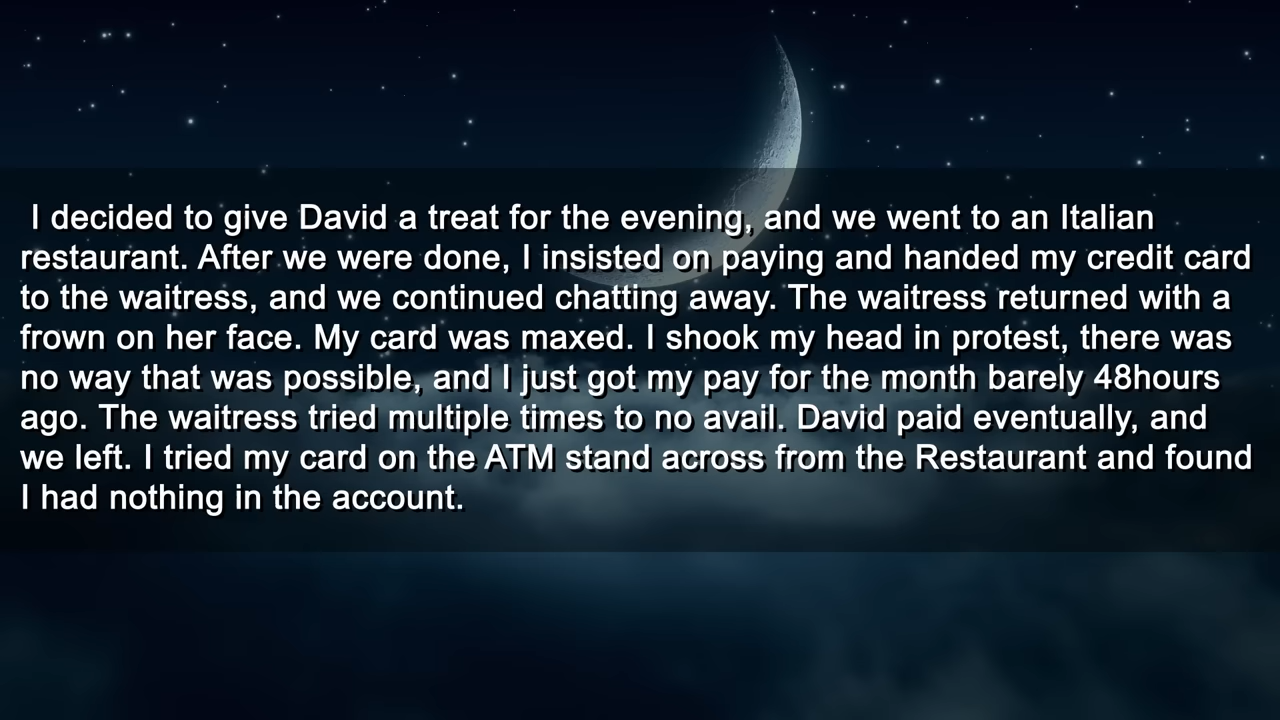 I decided to give David a treat for the evening, and we went to an Italian
restaurant. After we were done, I insisted on paying and handed my credit card
to the waitress, and we continued chatting away. The waitress returned with a
frown on her face. My card was maxed. I shook my head in protest, there was
no way that was possible, and I just got my pay for the month barely 48hours
ago. The waitress tried multiple times to no avail. David paid eventually, and
we left. I tried my card on the ATM stand across from the Restaurant and found
I had nothing in the account.